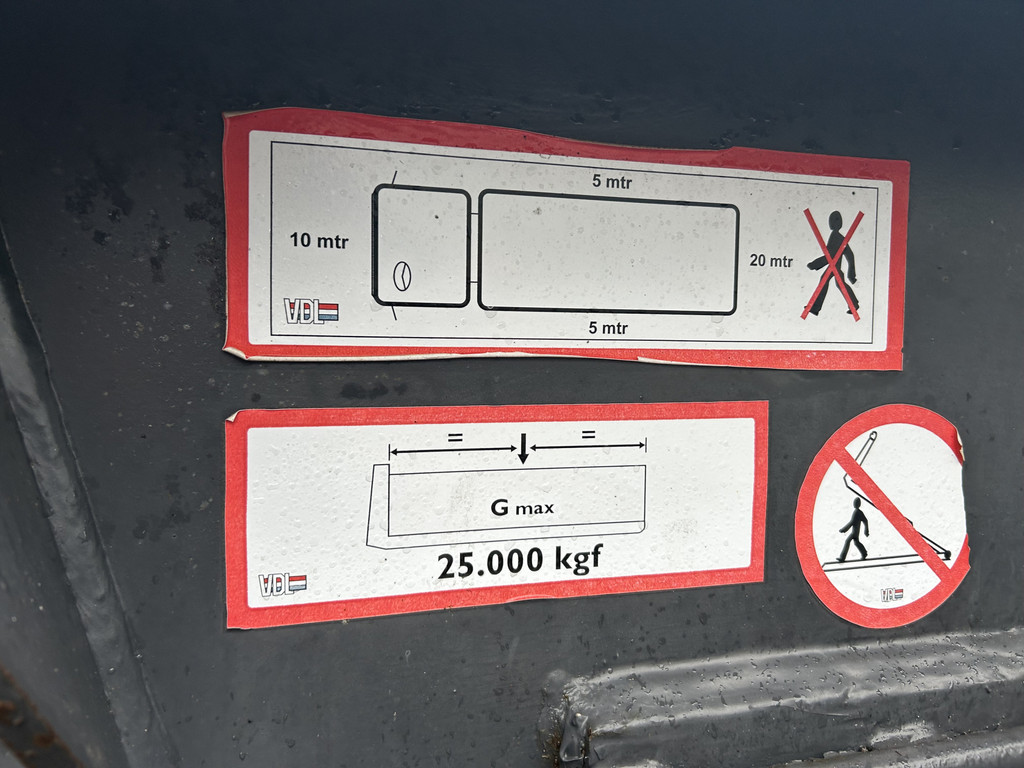 5 mtr
10 mtr
20 mtr
VDL
5 mtr
= =
G max
25.000 kgf
VDL
VDL